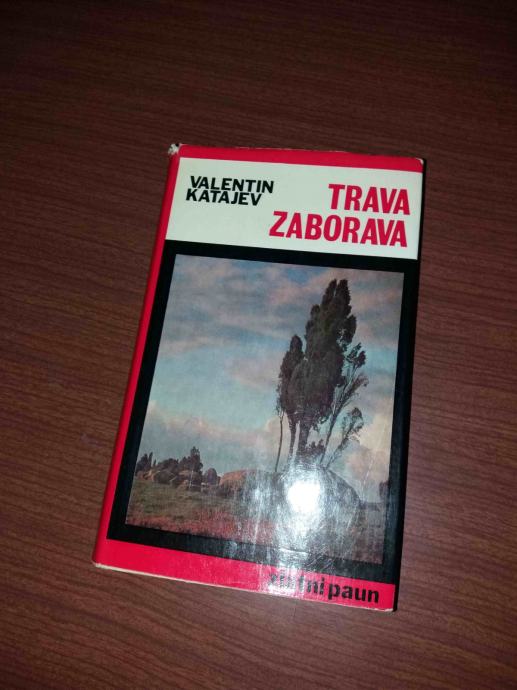 VALENTIN
KATAJEV
TRAVA
ZABORAVA
paun